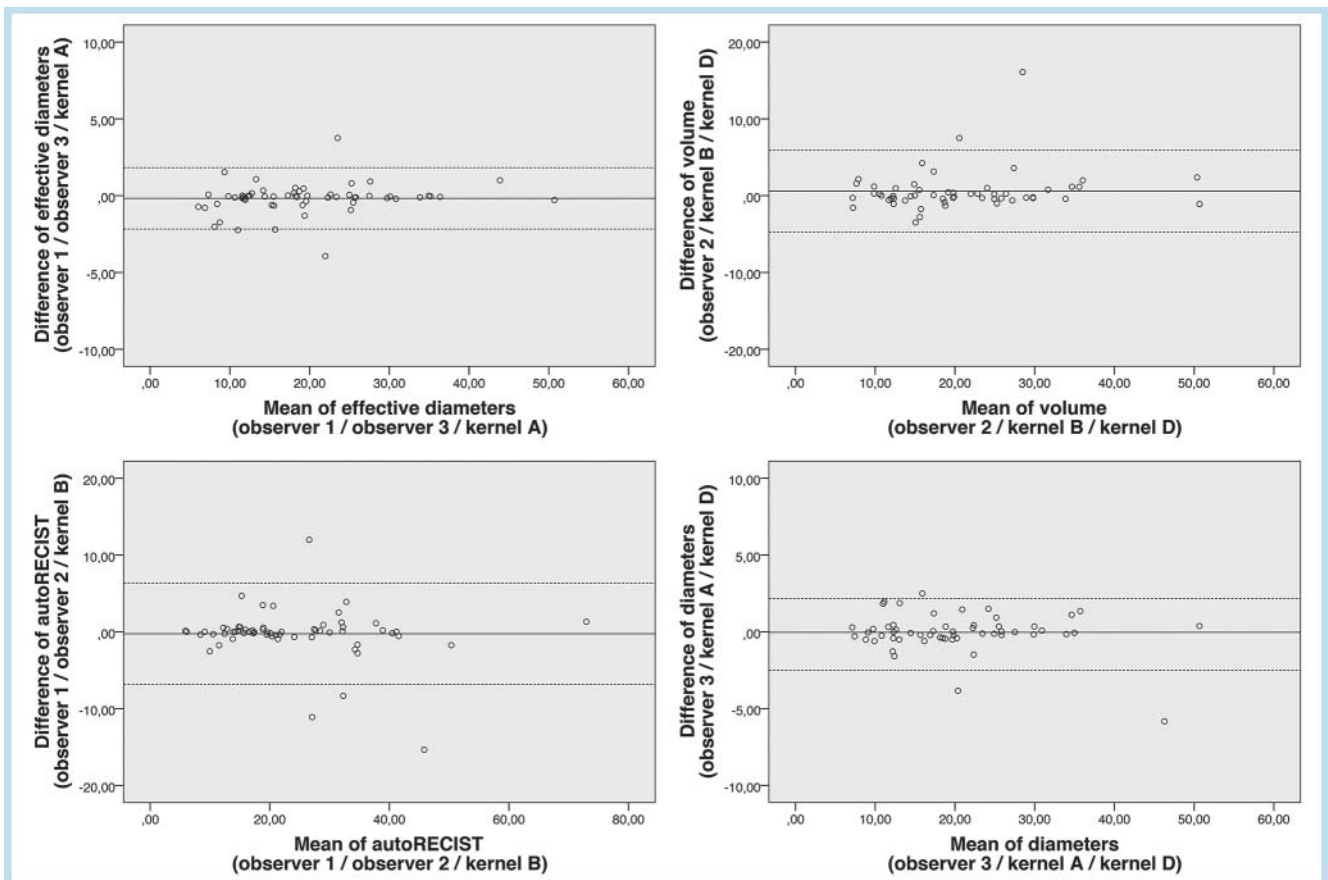 Difference of effective diameters
(observer 1 / observer 3 / kernel A)
10,00
5,00
,00
-5,00
-10,00
,00 10,00 20,00 30,00 40,00 50,00 60,00
Mean of effective diameters
(observer 1 / observer 3 / kernel A)
Difference of volume
(observer 2 / kernel B / kernel D)
20,00
10,00
,00
-10,00
-20,00
,00 10,00 20,00 30,00 40,00 50,00 60,00
Mean of volume
(observer 2 / kernel B / kernel D)
Difference of autoRECIST
(observer 1 / observer 2 / kernel B)
20,00
10,00
,00
-10,00
-20,00
,00 20,00 40,00 60,00 80,00
Mean of autoRECIST
(observer 1 / observer 2 / kernel B)
Difference of diameters
(observer 3 / kernel A / kernel D)
10,00
5,00
,00
-5,00
-10,00
,00 10,00 20,00 30,00 40,00 50,00 60,00
Mean of diameters
(observer 3 / kernel A / kernel D)